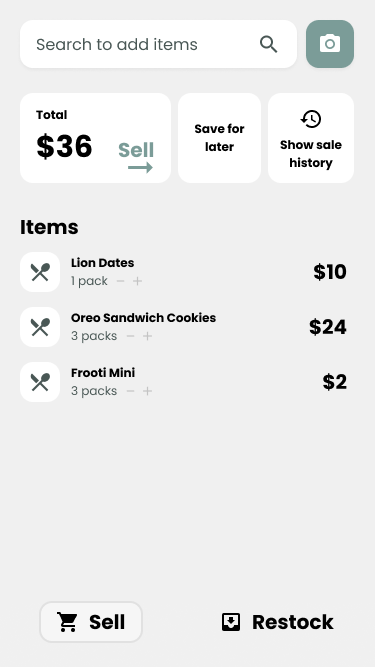 Search to add items
Total
$36
Sell
Save for
later
Show sale
history
Items
Lion Dates
1 pack － ＋
$10
Oreo Sandwich Cookies
3 packs － ＋
$24
Frooti Mini
3 packs － ＋
$2
Sell
Restock